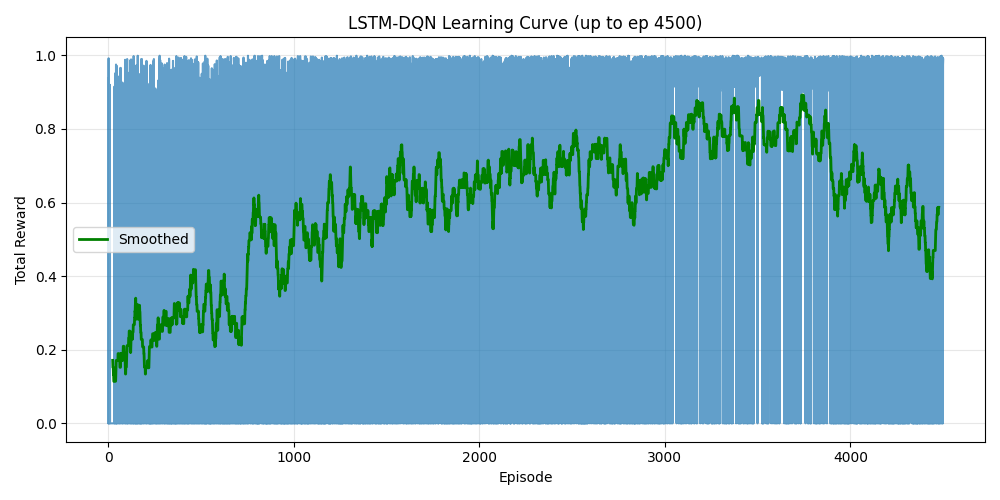 LSTM-DQN Learning Curve (up to ep 4500)
1.0
0.8
0.6
0.4
0.2
0.0
Total Reward
Smoothed
0
1000
2000
3000
4000
Episode